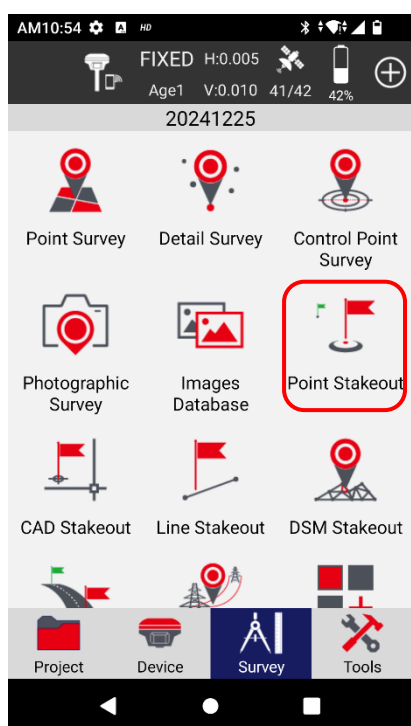 AM10:54 A HD
FIXED H:0.005
Age1 V:0.010 41/42 42%
20241225
Point Survey Detail Survey Control Point
Survey
Photographic Images Point Stakeout
Survey Database
CAD Stakeout Line Stakeout DSM Stakeout
Project Device Survey Tools